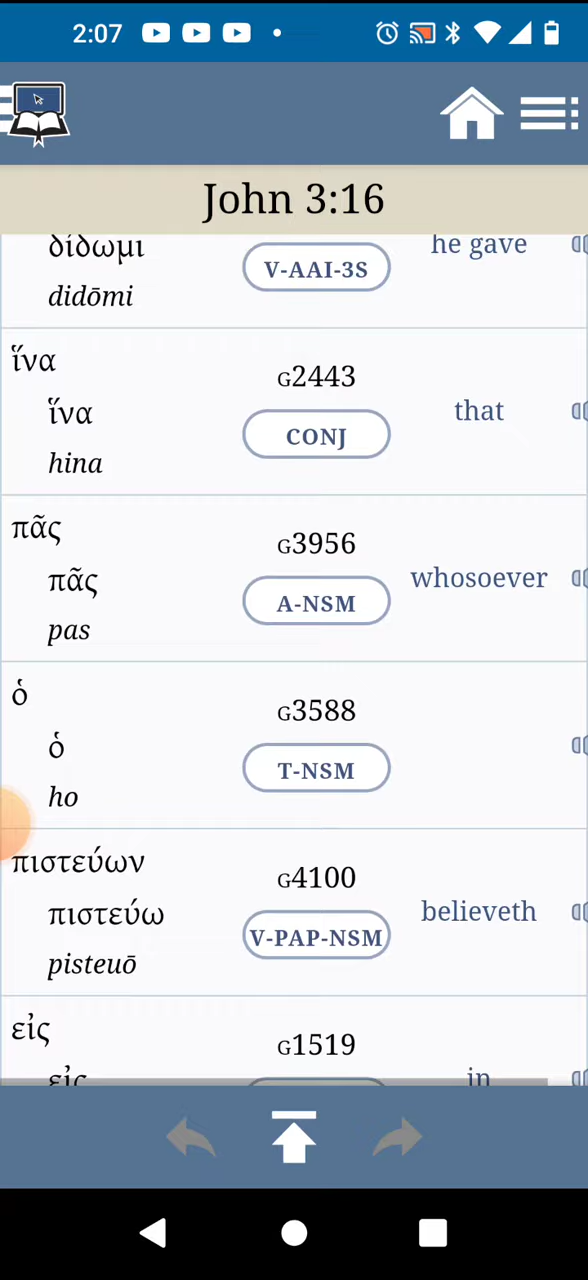 2:07
John 3:16
δίδωμι
didōmi
V-AAI-3S
he gave
ἵνα
ἵνα
hina
G2443
CONJ
that
πᾶς
πᾶς
pas
G3956
A-NSM
whosoever
ὁ
ὁ
ho
G3588
T-NSM
πιστεύων
πιστεύω
pisteuō
G4100
V-PAP-NSM
believeth
εἰς
εἰς
G1519
in